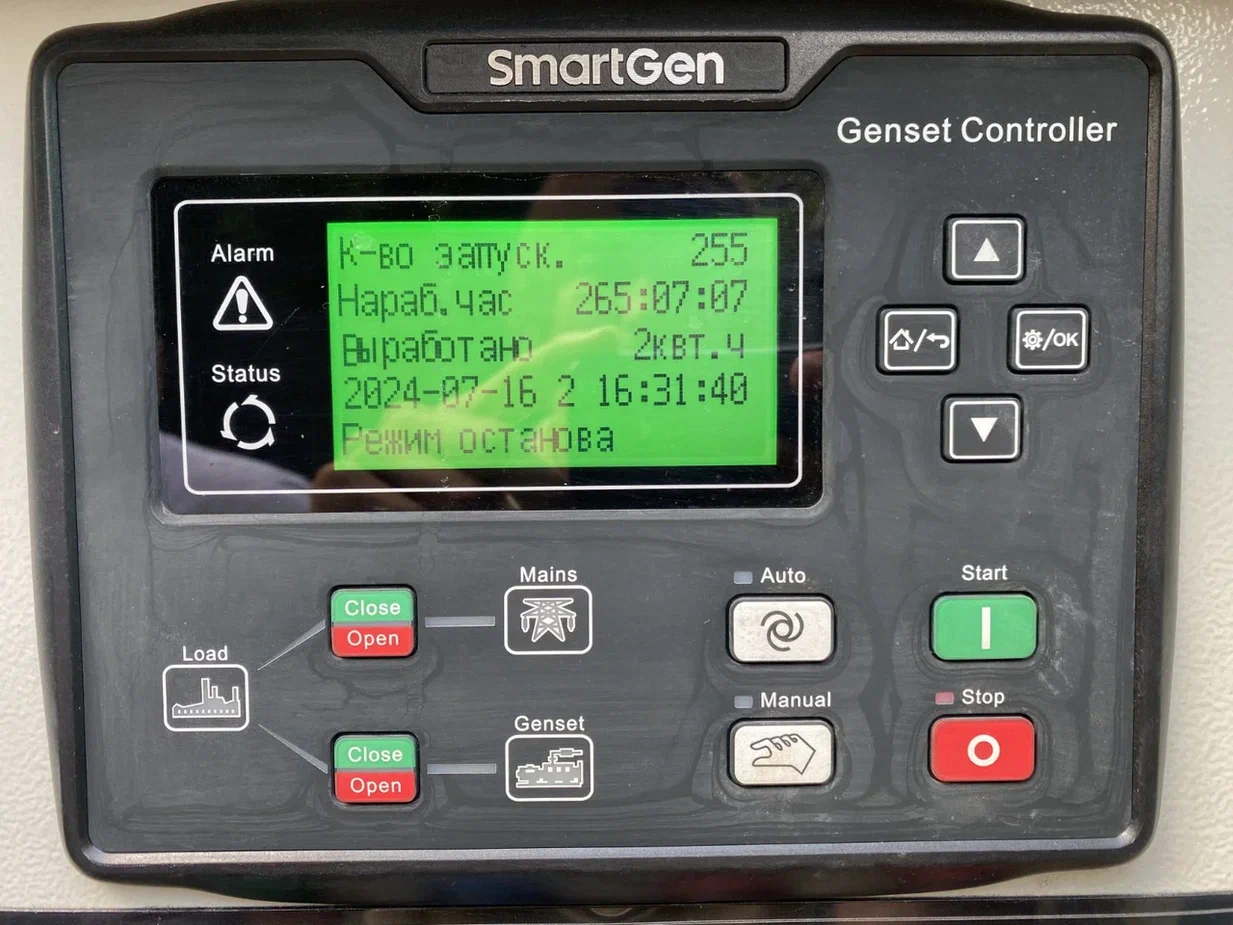 SmartGen
Genset Controller
Alarm
Status
К-во запуск. 255
Нараб.час 265:07:07
Выработано 2квт.ч
2024-07-16 2 16:31:40
Режим останова
/OK
Mains
Close
Open
Load
Genset
Close
Open
Auto
Start
Manual
Stop